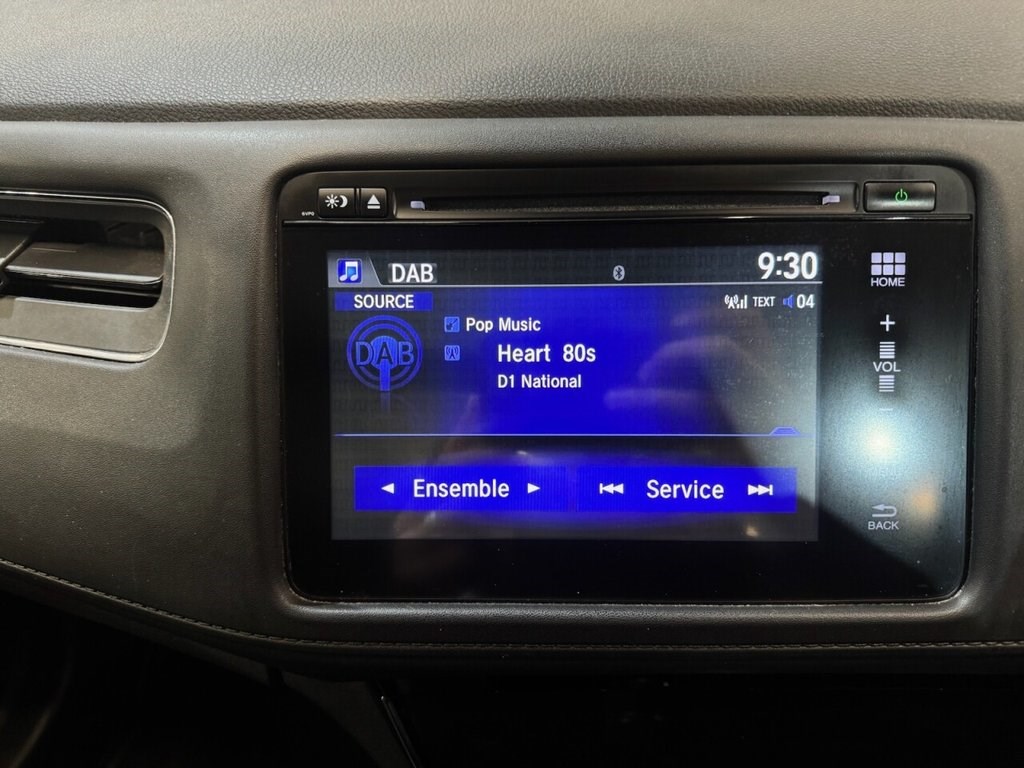 DAB
9:30
HOME
SOURCE
TEXT 04
DAB
Pop Music
Heart 80s
D1 National
VOL
Ensemble
Service
BACK